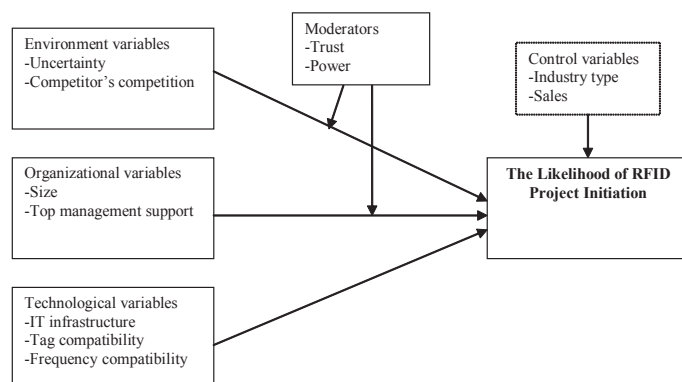 Environment variables
-Uncertainty
-Competitor's competition
Moderators
-Trust
-Power
Control variables
-Industry type
-Sales
Organizational variables
-Size
-Top management support
The Likelihood of RFID
Project Initiation
Technological variables
-IT infrastructure
-Tag compatibility
-Frequency compatibility